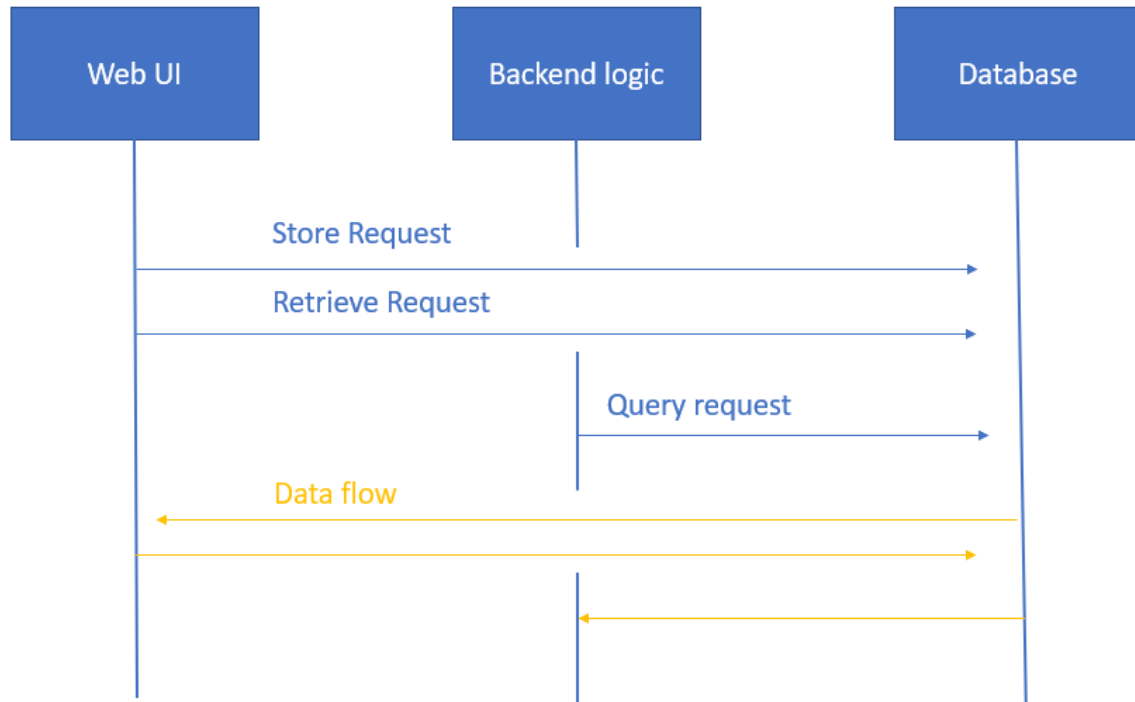 Web UI
Backend logic
Database
Store Request
Retrieve Request
Query request
Data flow